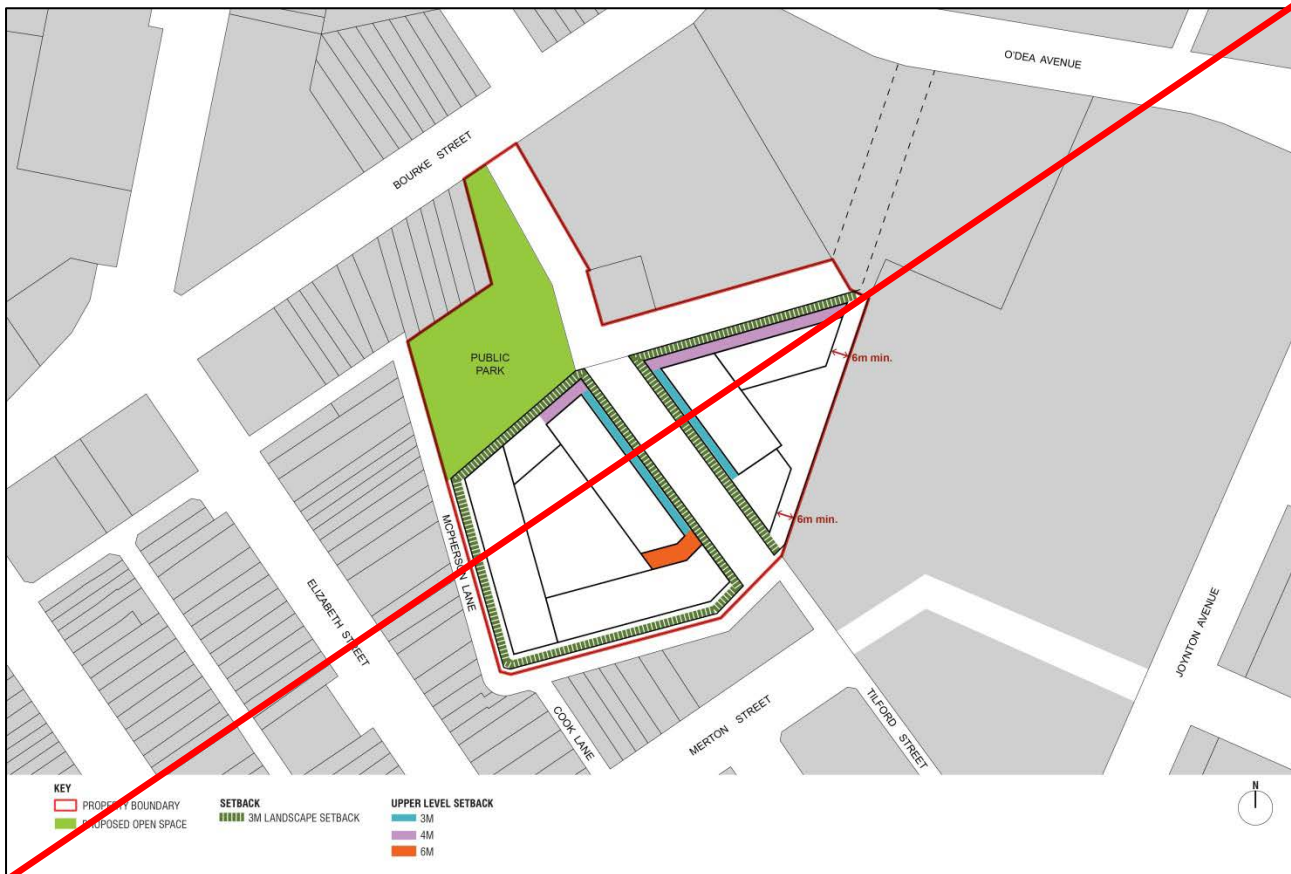 O'DEA AVENUE
BOURKE STREET
PUBLIC
PARK
6m min.
6m min.
MCPHERSON LANE
ELIZABETH STREET
JOYNTON AVENUE
TILFORD STREET
MERTON STREET
COOK LANE
KEY
PROPERTY BOUNDARY
PROPOSED OPEN SPACE
SETBACK
3M LANDSCAPE SETBACK
UPPER LEVEL SETBACK
3M
4M
6M
N